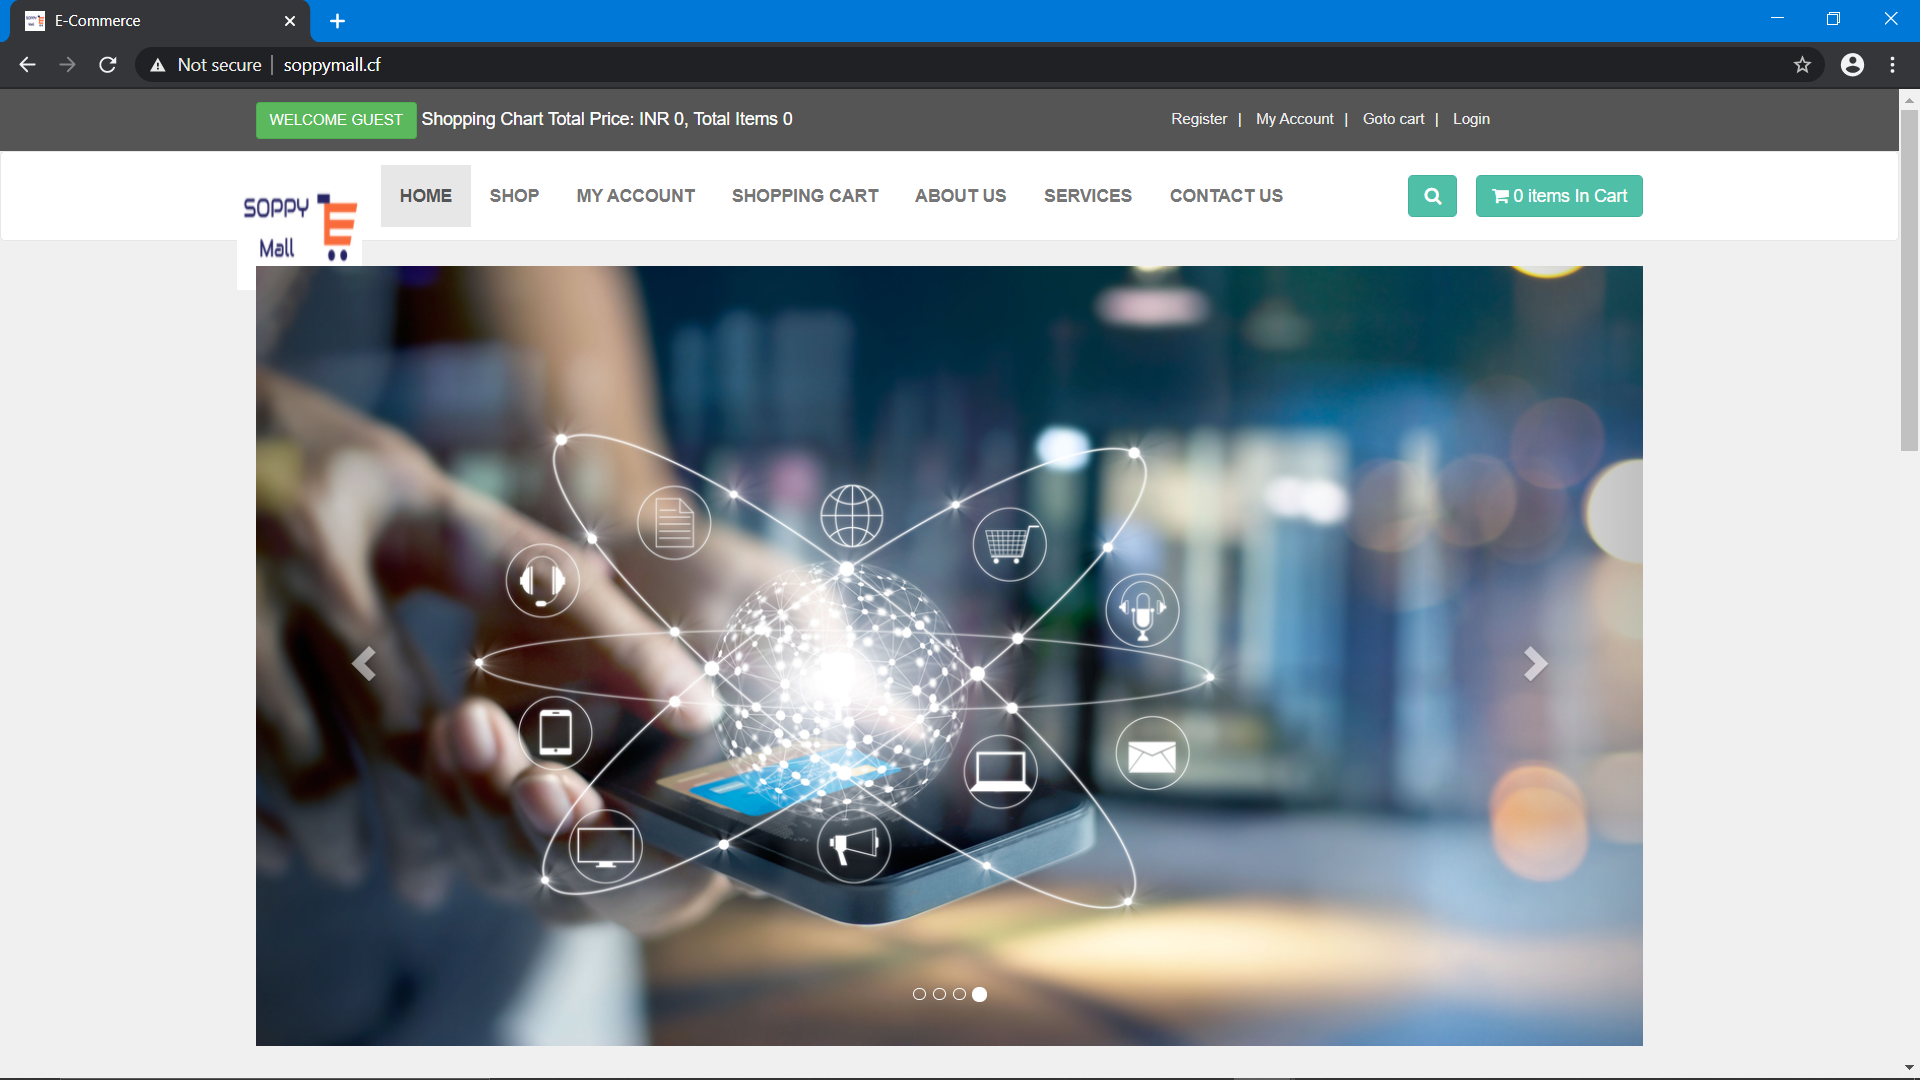 E-Commerce
Not secure | soppymall.cf
WELCOME GUEST Shopping Chart Total Price: INR 0, Total Items 0
Register | My Account | Goto cart | Login
SOPPY
Mall
HOME SHOP MY ACCOUNT SHOPPING CART ABOUT US SERVICES CONTACT US
0 items In Cart